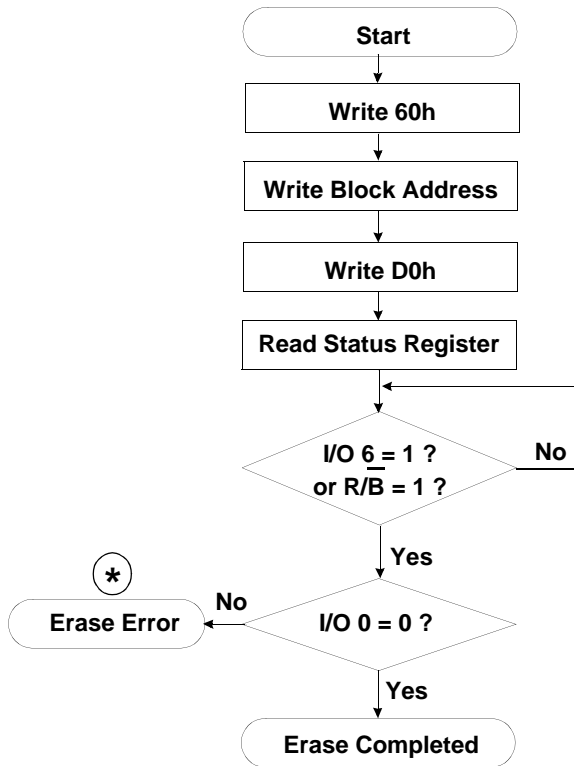 Start
Write 60h
Write Block Address
Write D0h
Read Status Register
I/O 6 = 1 ?
or R/B̅ = 1 ?
No
Yes
*
Erase Error
No
I/O 0 = 0 ?
Yes
Erase Completed